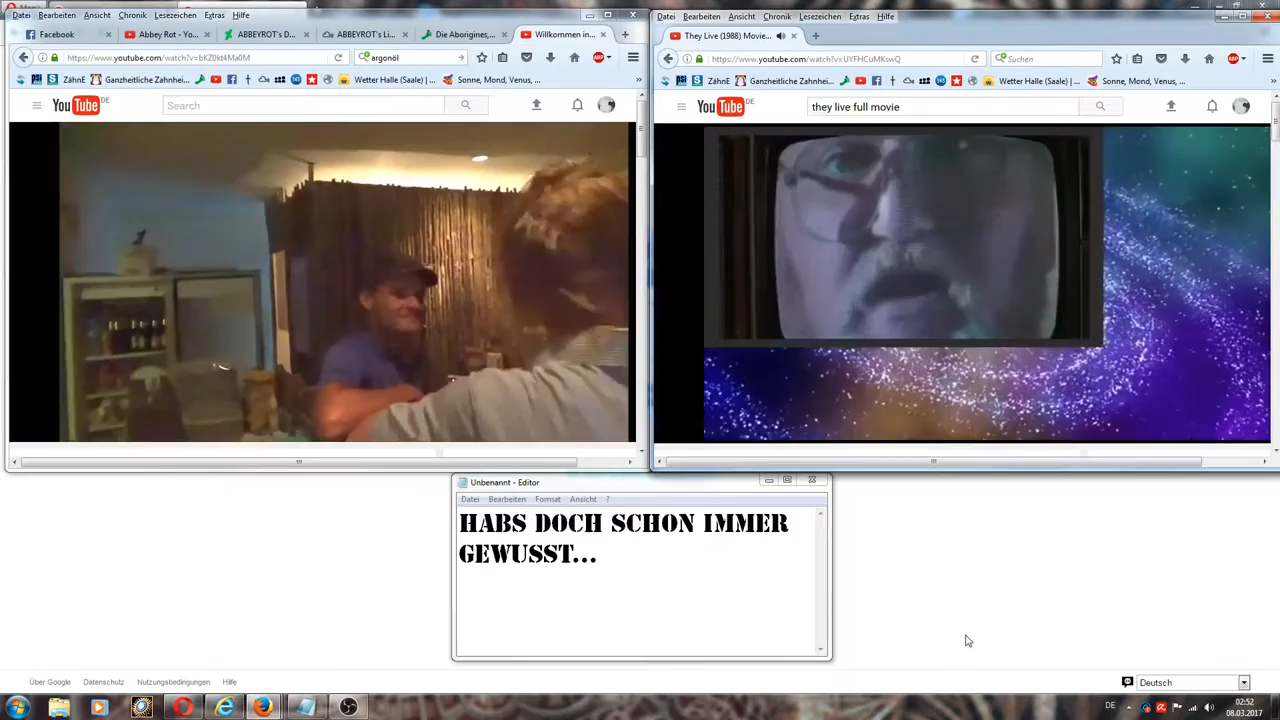 Datei Bearbeiten Ansicht Chronik Lesezeichen Extras Hilfe
Facebook
Abbey Rot - Yo...
ABBEYROT's D...
ABBEYROT's Li...
Die Aborigines,...
Willkommen in...
https://www.youtube.com/watch?v=bKZ0kt4Ma0M
argonöl
ZähnE
Ganzheitliche Zahnhei...
Wetter Halle (Saale) |...
Sonne, Mond, Venus,...
YouTube DE
Search
Datei Bearbeiten Ansicht Chronik Lesezeichen Extras Hilfe
They Live (1988) Movie...
https://www.youtube.com/watch?v=UYFHCuMKswQ
Suchen
ZähnE
Ganzheitliche Zahnhei...
Wetter Halle (Saale) |...
Sonne, Mond, Venus,...
YouTube DE
they live full movie
Unbenannt - Editor
Datei Bearbeiten Format Ansicht ?
HABS DOCH SCHON IMMER
GEWUSST...
Über Google Datenschutz Nutzungsbedingungen Hilfe
Deutsch
DE
02:52
08.03.2017